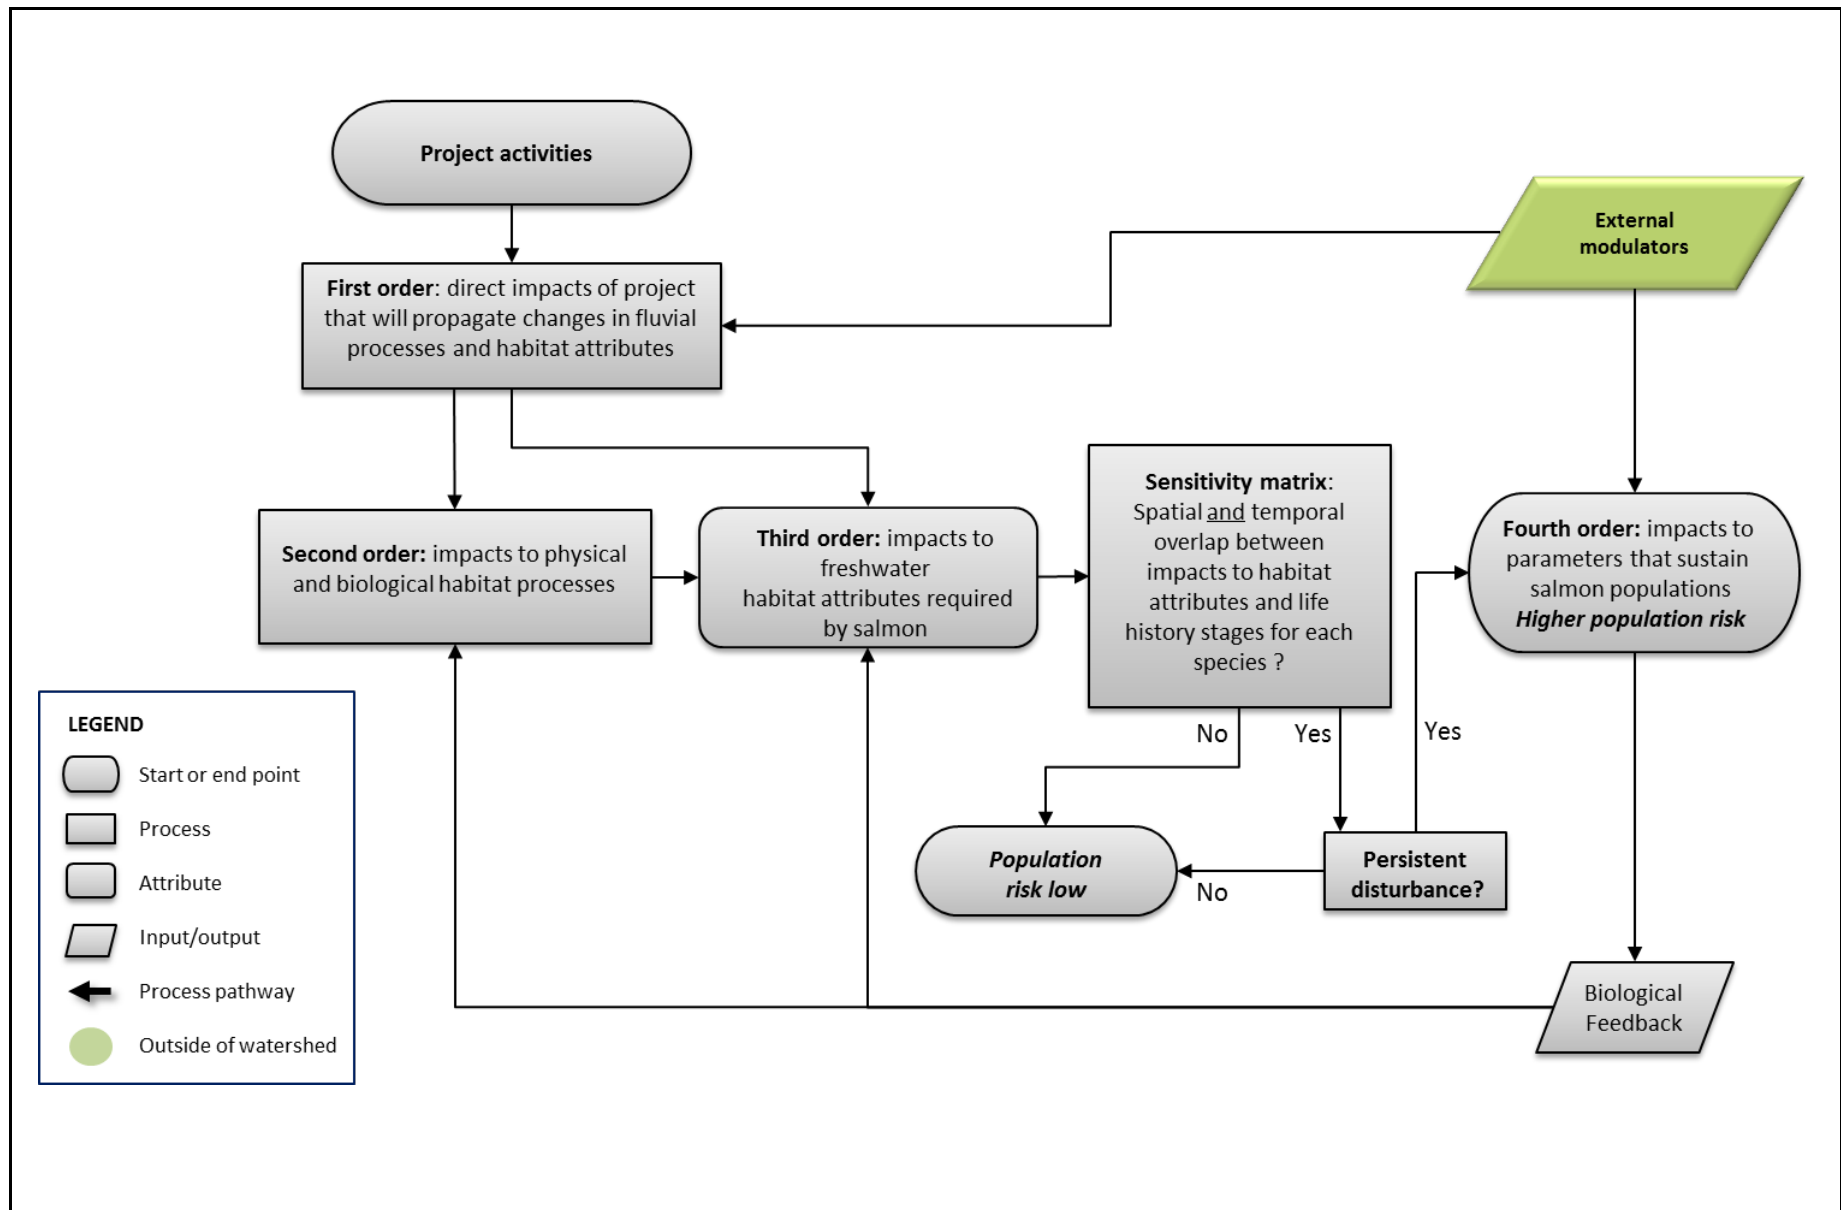 Project activities
External
modulators
First order: direct impacts of project
that will propagate changes in fluvial
processes and habitat attributes
Second order: impacts to physical
and biological habitat processes
Third order: impacts to
freshwater
habitat attributes required
by salmon
Sensitivity matrix:
Spatial and temporal
overlap between
impacts to habitat
attributes and life
history stages for each
species ?
Fourth order: impacts to
parameters that sustain
salmon populations
Higher population risk
No
Yes
Yes
Population
risk low
No
Persistent
disturbance?
Biological
Feedback
LEGEND
Start or end point
Process
Attribute
Input/output
Process pathway
Outside of watershed